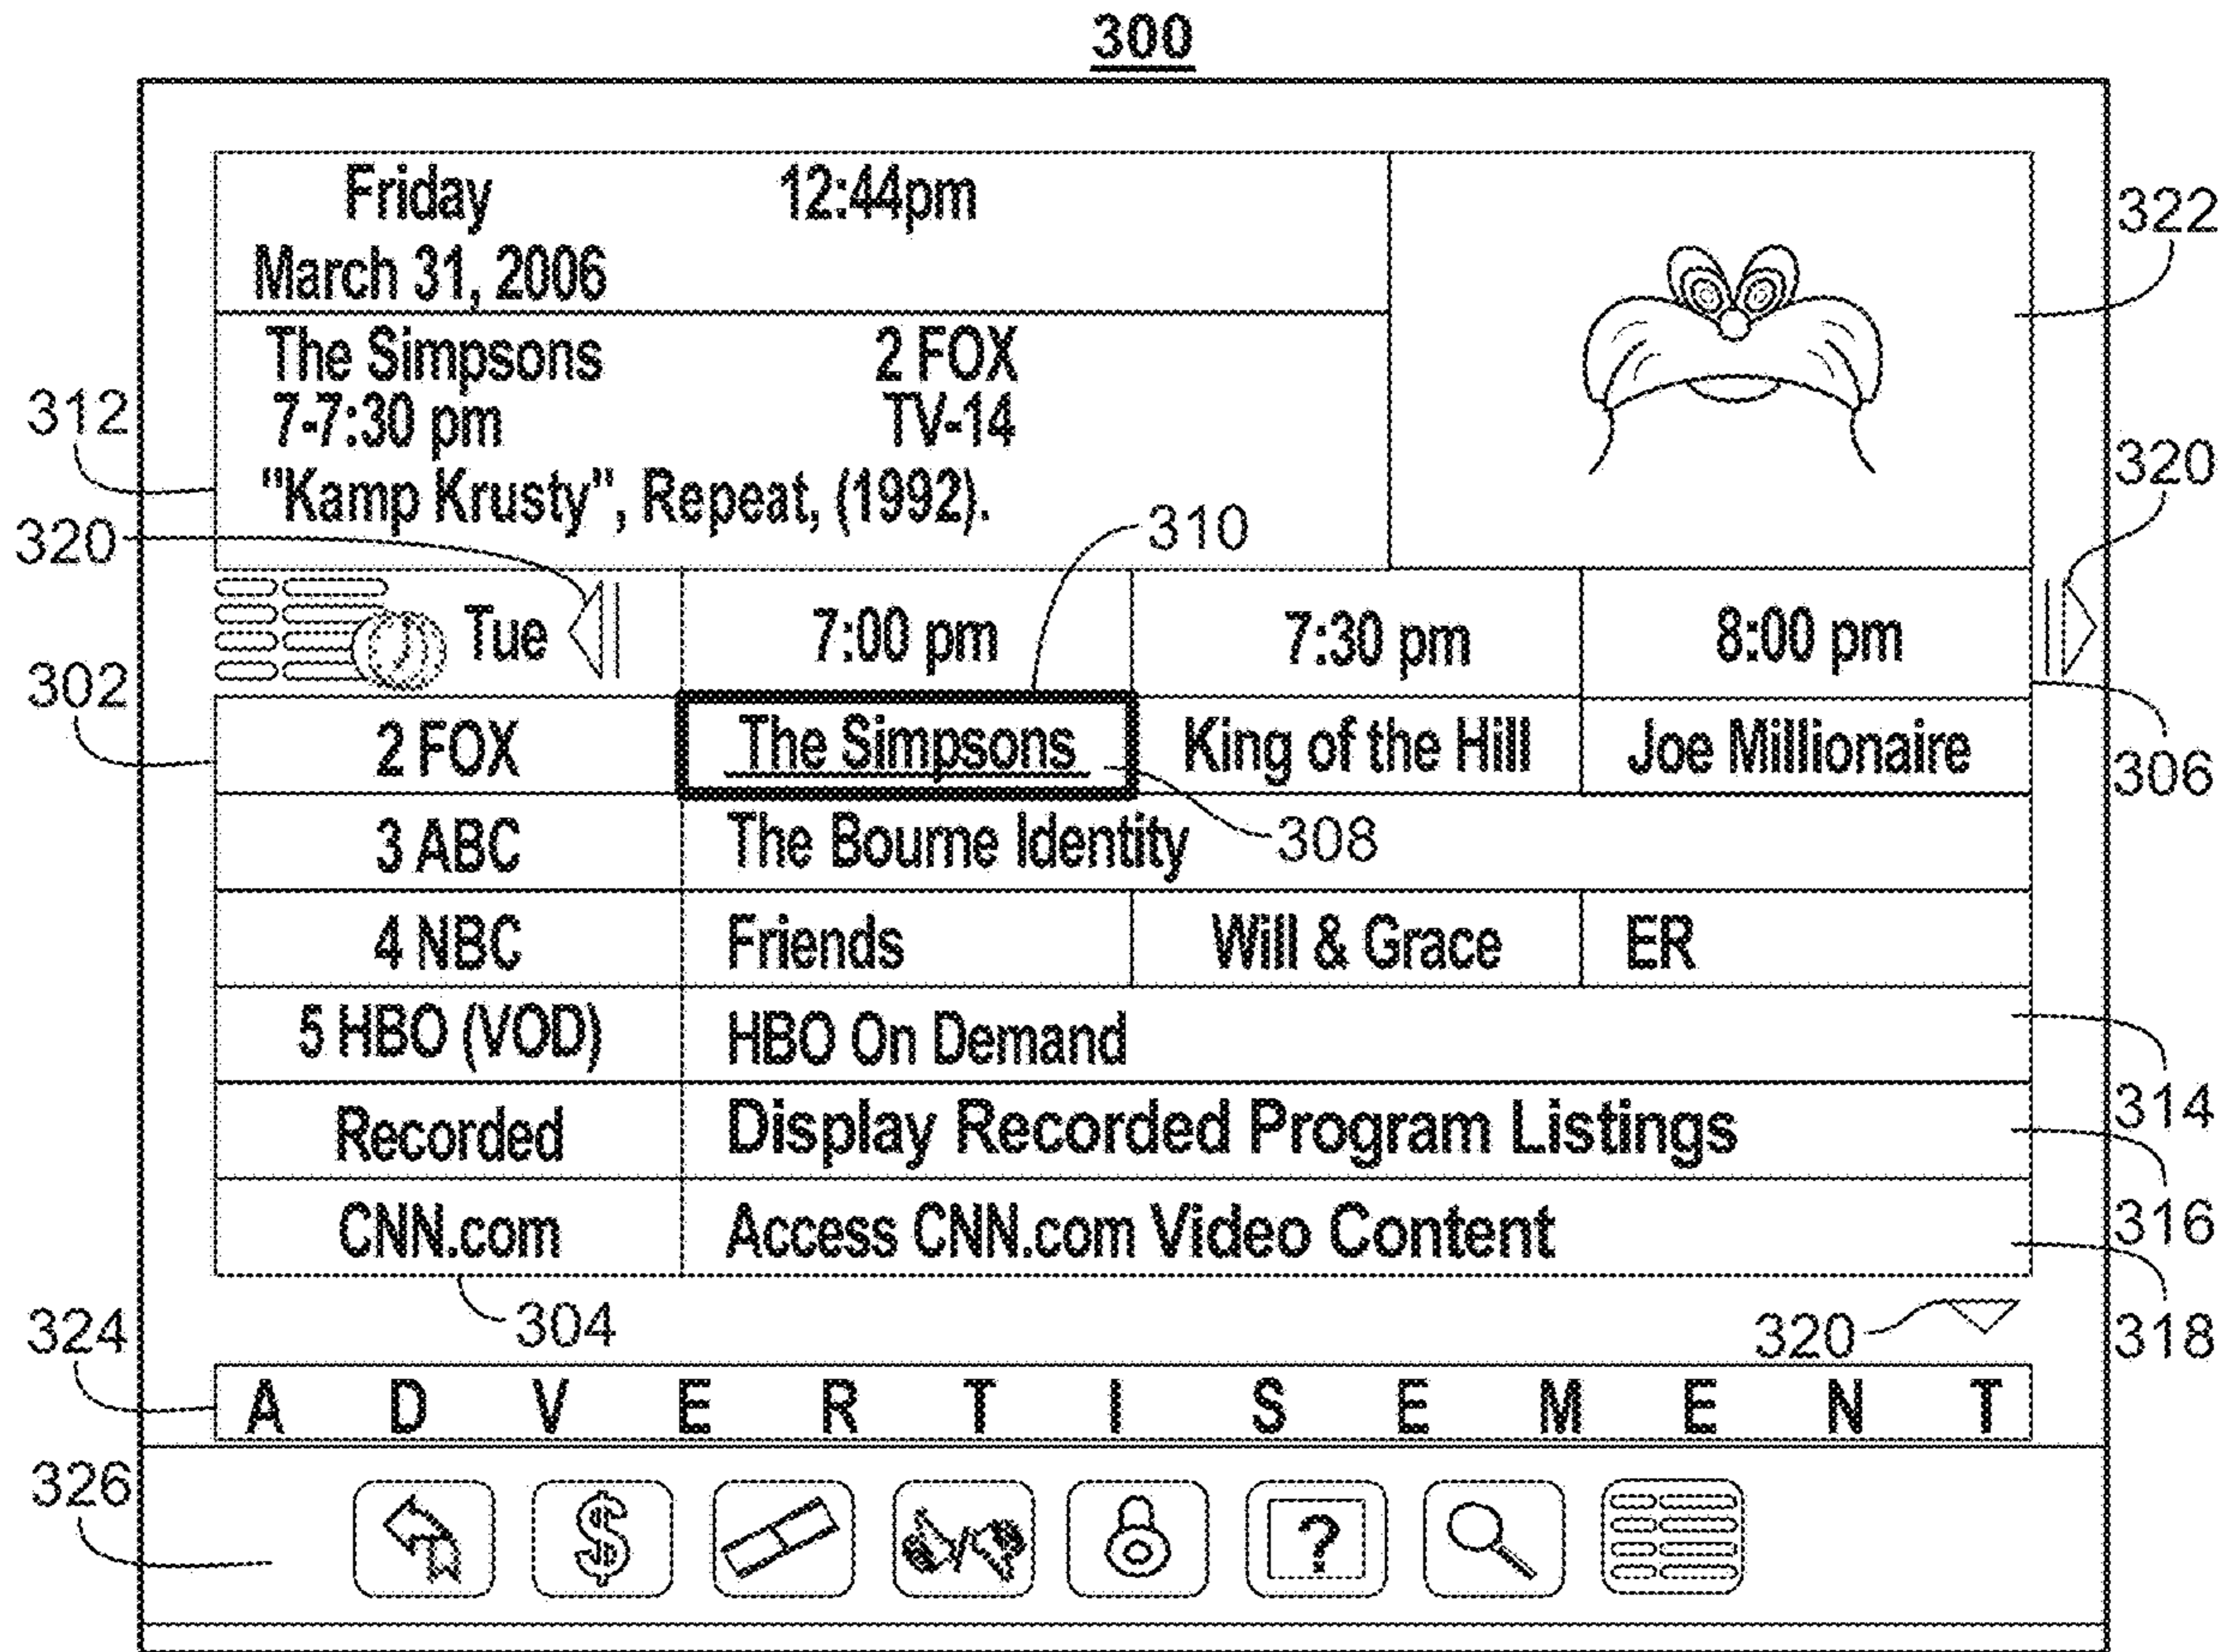 300
Friday 12:44pm
March 31, 2006
322
The Simpsons 2 FOX
312 7-7:30 pm TV-14
320
"Kamp Krusty", Repeat, (1992).
320 310
Tue 7:00 pm 7:30 pm 8:00 pm
302
2 FOX The Simpsons King of the Hill Joe Millionaire
306
3 ABC The Bourne Identity 308
4 NBC Friends Will & Grace ER
5 HBO (VOD) HBO On Demand
314
Recorded Display Recorded Program Listings
316
CNN.com Access CNN.com Video Content
304 320 318
324
A D V E R T I S E M E N T
326
$ ?